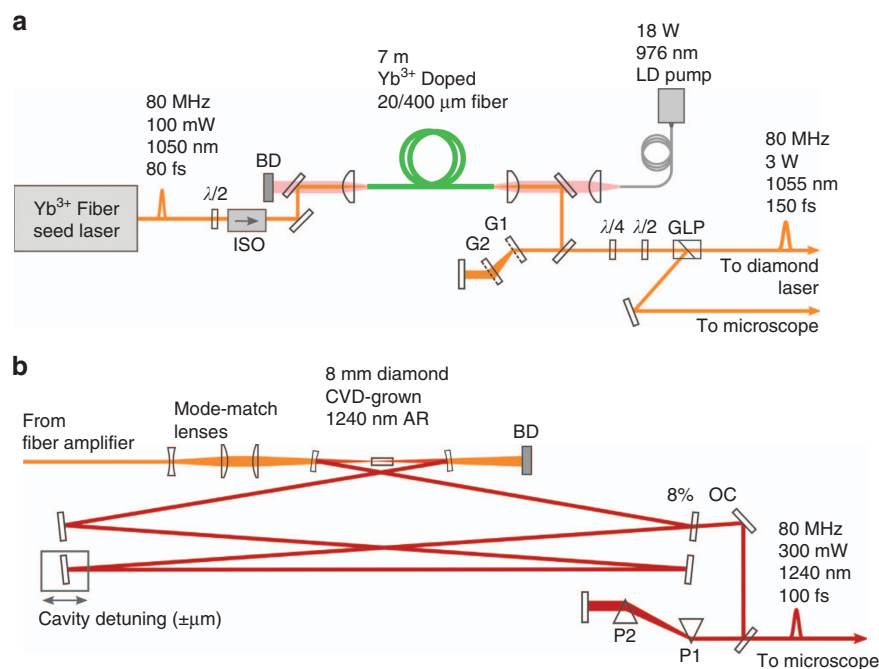 a
18 W
976 nm
LD pump
7 m
Yb³⁺ Doped
20/400 μm fiber
80 MHz
100 mW
1050 nm
80 fs
80 MHz
3 W
1055 nm
150 fs
BD
λ/2
Yb³⁺ Fiber
seed laser
ISO
G1
G2
λ/4
λ/2
GLP
To diamond
laser
To microscope
b
8 mm diamond
CVD-grown
1240 nm AR
From
fiber amplifier
Mode-match
lenses
BD
8%
OC
80 MHz
300 mW
1240 nm
100 fs
Cavity detuning (±μm)
P2
P1
To microscope